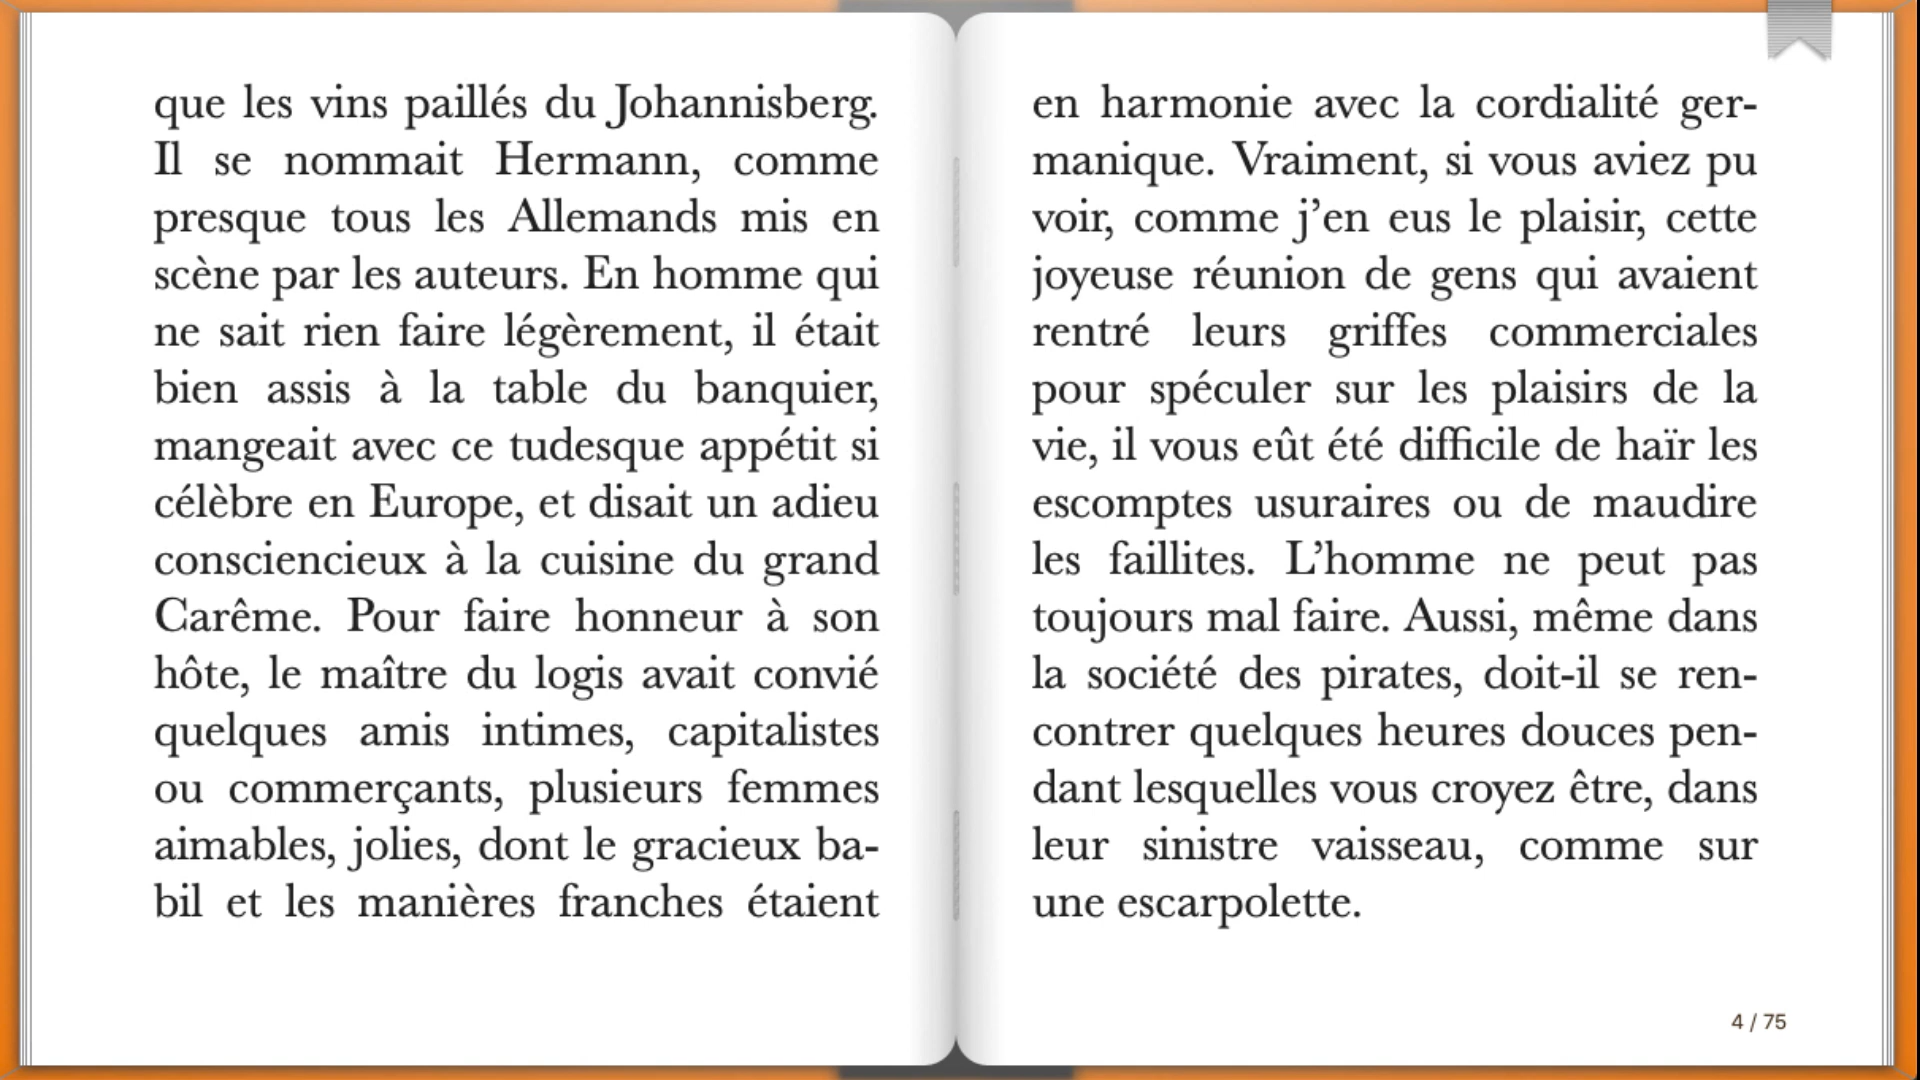 que les vins paillés du Johannisberg.
Il se nommait Hermann, comme
presque tous les Allemands mis en
scène par les auteurs. En homme qui
ne sait rien faire légèrement, il était
bien assis à la table du banquier,
mangeait avec ce tudesque appétit si
célèbre en Europe, et disait un adieu
consciencieux à la cuisine du grand
Carême. Pour faire honneur à son
hôte, le maître du logis avait convié
quelques amis intimes, capitalistes
ou commerçants, plusieurs femmes
aimables, jolies, dont le gracieux ba-
bil et les manières franches étaient
en harmonie avec la cordialité ger-
manique. Vraiment, si vous aviez pu
voir, comme j’en eus le plaisir, cette
joyeuse réunion de gens qui avaient
rentré leurs griffes commerciales
pour spéculer sur les plaisirs de la
vie, il vous eût été difficile de haïr les
escomptes usuraires ou de maudire
les faillites. L’homme ne peut pas
toujours mal faire. Aussi, même dans
la société des pirates, doit-il se ren-
contrer quelques heures douces pen-
dant lesquelles vous croyez être, dans
leur sinistre vaisseau, comme sur
une escarpolette.
4 / 75